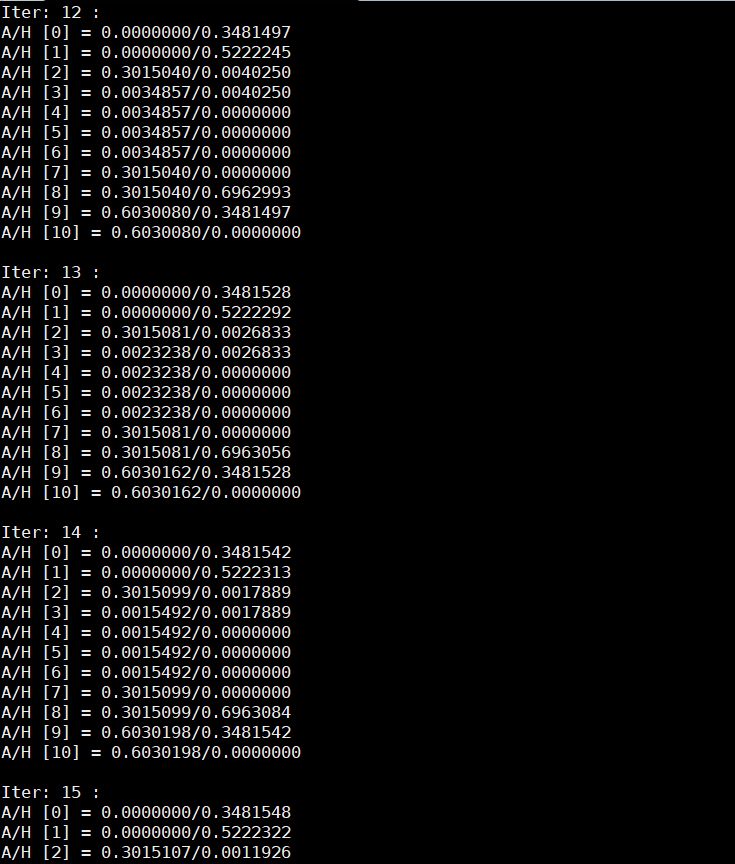 Iter: 12 :
A/H [0] = 0.0000000/0.3481497
A/H [1] = 0.0000000/0.5222245
A/H [2] = 0.3015040/0.0040250
A/H [3] = 0.0034857/0.0040250
A/H [4] = 0.0034857/0.0000000
A/H [5] = 0.0034857/0.0000000
A/H [6] = 0.0034857/0.0000000
A/H [7] = 0.3015040/0.0000000
A/H [8] = 0.3015040/0.6962993
A/H [9] = 0.6030080/0.3481497
A/H [10] = 0.6030080/0.0000000
Iter: 13 :
A/H [0] = 0.0000000/0.3481528
A/H [1] = 0.0000000/0.5222292
A/H [2] = 0.3015081/0.0026833
A/H [3] = 0.0023238/0.0026833
A/H [4] = 0.0023238/0.0000000
A/H [5] = 0.0023238/0.0000000
A/H [6] = 0.0023238/0.0000000
A/H [7] = 0.3015081/0.0000000
A/H [8] = 0.3015081/0.6963056
A/H [9] = 0.6030162/0.3481528
A/H [10] = 0.6030162/0.0000000
Iter: 14 :
A/H [0] = 0.0000000/0.3481542
A/H [1] = 0.0000000/0.5222313
A/H [2] = 0.3015099/0.0017889
A/H [3] = 0.0015492/0.0017889
A/H [4] = 0.0015492/0.0000000
A/H [5] = 0.0015492/0.0000000
A/H [6] = 0.0015492/0.0000000
A/H [7] = 0.3015099/0.0000000
A/H [8] = 0.3015099/0.6963084
A/H [9] = 0.6030198/0.3481542
A/H [10] = 0.6030198/0.0000000
Iter: 15 :
A/H [0] = 0.0000000/0.3481548
A/H [1] = 0.0000000/0.5222322
A/H [2] = 0.3015107/0.0011926